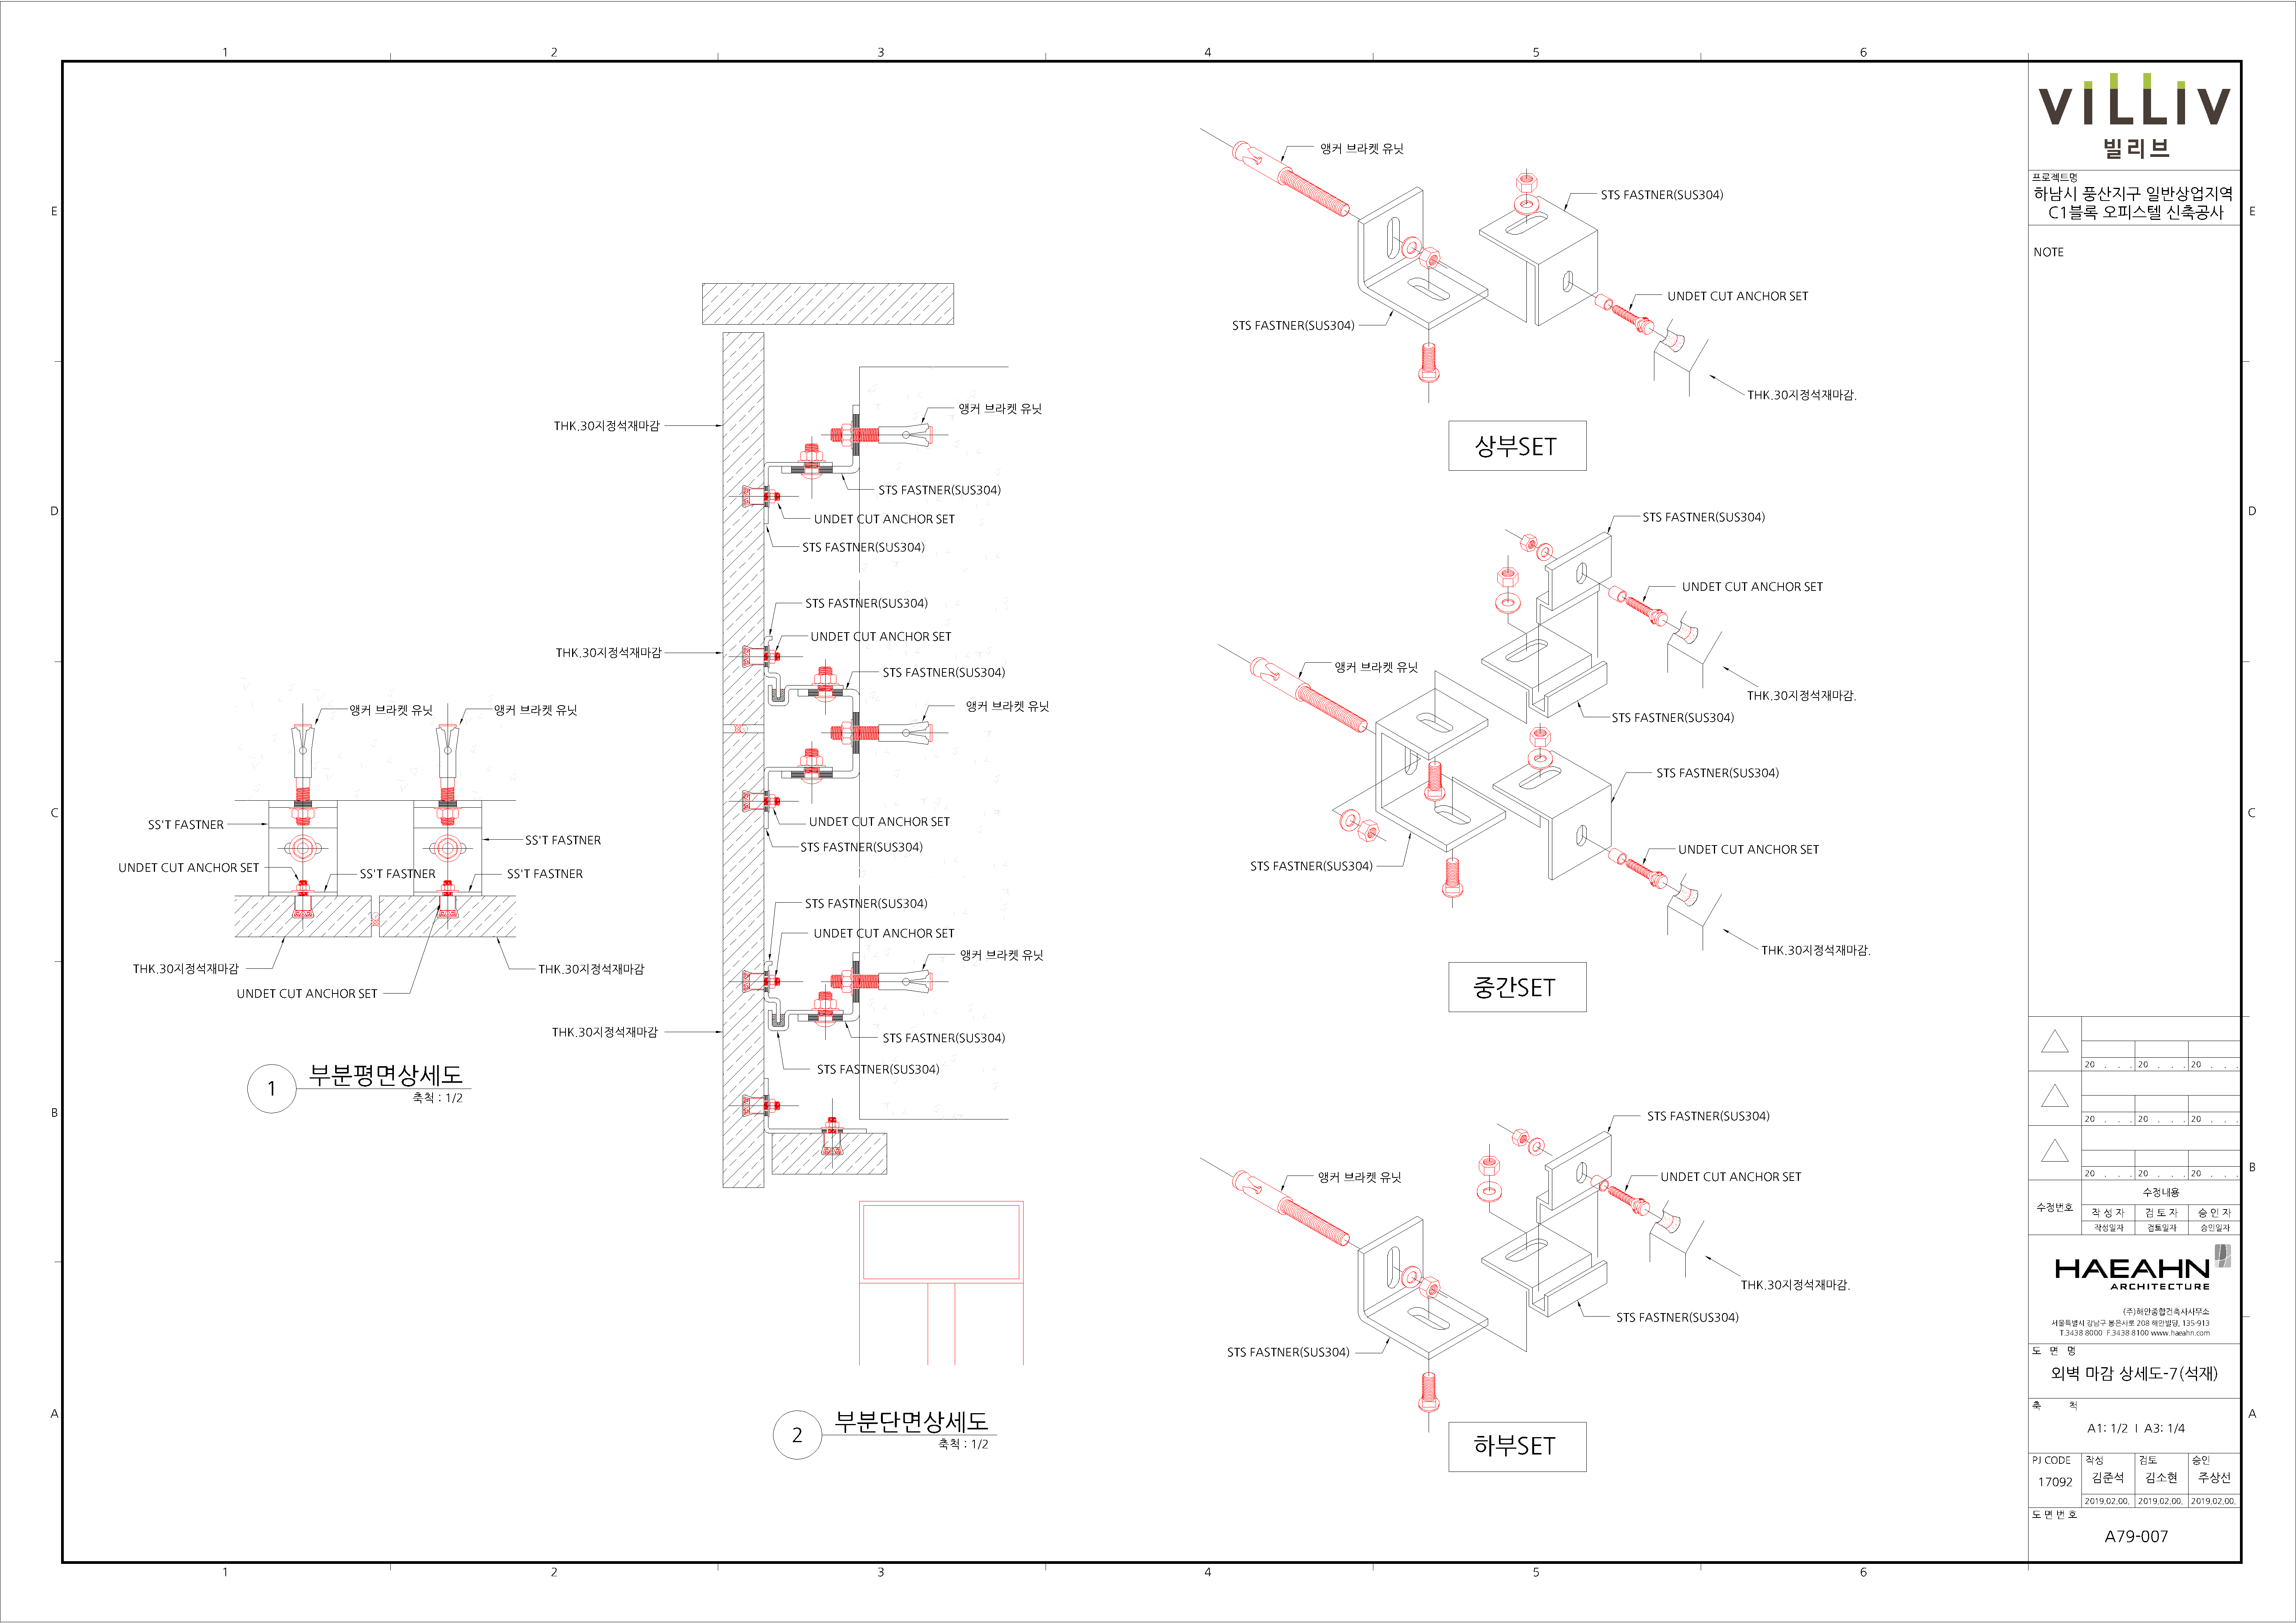 1 2 3 4 5 6
E
D
C
B
A
앵커 브라켓 유닛
앵커 브라켓 유닛
SS'T FASTNER
SS'T FASTNER
UNDET CUT ANCHOR SET
SS'T FASTNER
SS'T FASTNER
THK.30지정석재마감
THK.30지정석재마감
UNDET CUT ANCHOR SET
1
부분평면상세도
축척 : 1/2
THK.30지정석재마감
앵커 브라켓 유닛
STS FASTNER(SUS304)
UNDET CUT ANCHOR SET
STS FASTNER(SUS304)
STS FASTNER(SUS304)
UNDET CUT ANCHOR SET
THK.30지정석재마감
STS FASTNER(SUS304)
앵커 브라켓 유닛
UNDET CUT ANCHOR SET
STS FASTNER(SUS304)
STS FASTNER(SUS304)
UNDET CUT ANCHOR SET
앵커 브라켓 유닛
THK.30지정석재마감
STS FASTNER(SUS304)
STS FASTNER(SUS304)
2
부분단면상세도
축척 : 1/2
앵커 브라켓 유닛
STS FASTNER(SUS304)
UNDET CUT ANCHOR SET
STS FASTNER(SUS304)
THK.30지정석재마감.
상부SET
STS FASTNER(SUS304)
UNDET CUT ANCHOR SET
앵커 브라켓 유닛
THK.30지정석재마감.
STS FASTNER(SUS304)
STS FASTNER(SUS304)
UNDET CUT ANCHOR SET
STS FASTNER(SUS304)
THK.30지정석재마감.
중간SET
STS FASTNER(SUS304)
앵커 브라켓 유닛
UNDET CUT ANCHOR SET
THK.30지정석재마감.
STS FASTNER(SUS304)
STS FASTNER(SUS304)
하부SET
VILLIV
빌리브
프로젝트명
하남시 풍산지구 일반상업지역
C1블록 오피스텔 신축공사
NOTE
20 . . . 20 . . . 20 . . .
20 . . . 20 . . . 20 . . .
20 . . . 20 . . . 20 . . .
수정번호
수정내용
작 성 자 검 토 자 승 인 자
작성일자 검토일자 승인일자
HAEAHN
ARCHITECTURE
(주)해안종합건축사사무소
서울특별시 강남구 봉은사로 208 해안빌딩, 135-913
T.3438 8000 F.3438 8100 www.haeahn.com
도 면 명
외벽 마감 상세도-7(석재)
축 척
A1: 1/2 I A3: 1/4
PJ CODE 작성 검토 승인
17092 김준석 김소현 주상선
2019.02.00. 2019.02.00. 2019.02.00.
도 면 번 호
A79-007
E
D
C
B
A
1 2 3 4 5 6